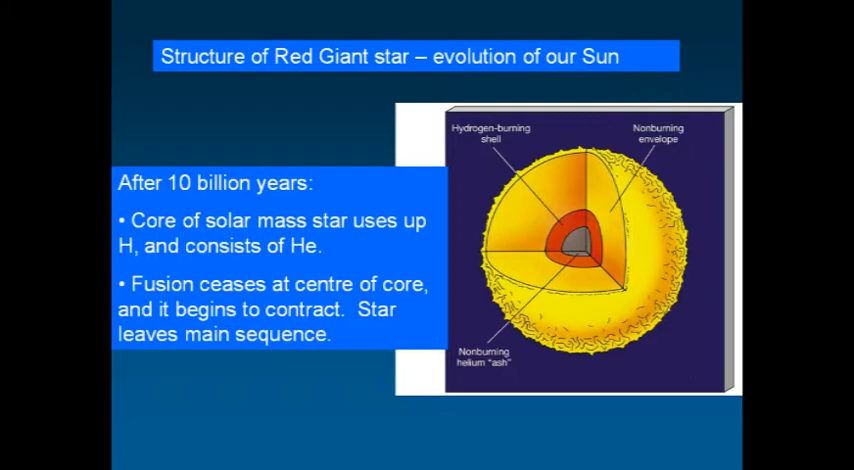 Structure of Red Giant star – evolution of our Sun
Hydrogen-burning
shell
Nonburning
envelope
After 10 billion years:
• Core of solar mass star uses up
H, and consists of He.
• Fusion ceases at centre of core,
and it begins to contract.  Star
leaves main sequence.
Nonburning
helium "ash"